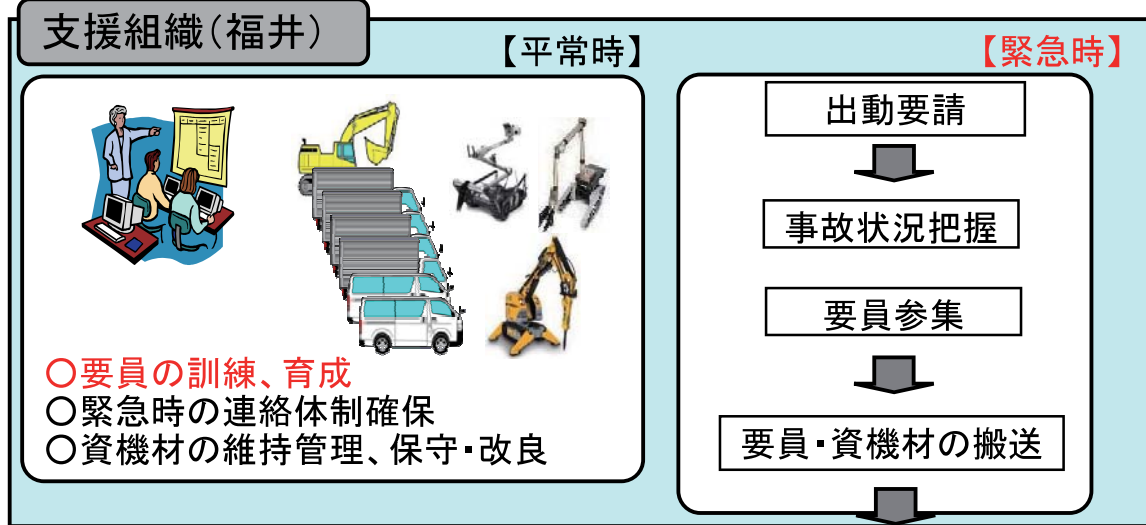 支援組織(福井)
【平常時】
○要員の訓練、育成
○緊急時の連絡体制確保
○資機材の維持管理、保守・改良
【緊急時】
出動要請
事故状況把握
要員参集
要員・資機材の搬送